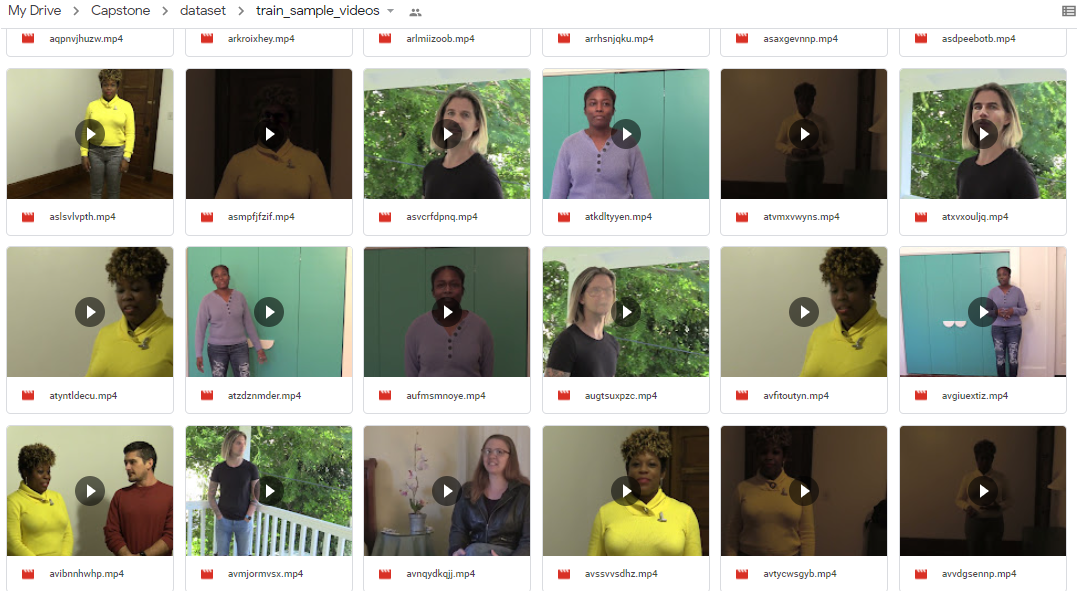 My Drive > Capstone > dataset > train_sample_videos
aqpnvjhuzw.mp4 arkroixhey.mp4 arlmiizoob.mp4 arrhsnjqku.mp4 asaxgevnnp.mp4 asdpeebotb.mp4
aslsvlvpth.mp4 asmpfjfzif.mp4 asvcrfdpnq.mp4 atkdltyyen.mp4 atvmxvwyns.mp4 atxvxouljq.mp4
atyntldecu.mp4 atzdznmder.mp4 aufmsmnoye.mp4 augtsuxpzc.mp4 avfitoutyn.mp4 avgiuextiz.mp4
avibnnhwhp.mp4 avmjormvsx.mp4 avnqydkqjj.mp4 avssvvsdhz.mp4 avtycwsgyb.mp4 avvdgsennp.mp4